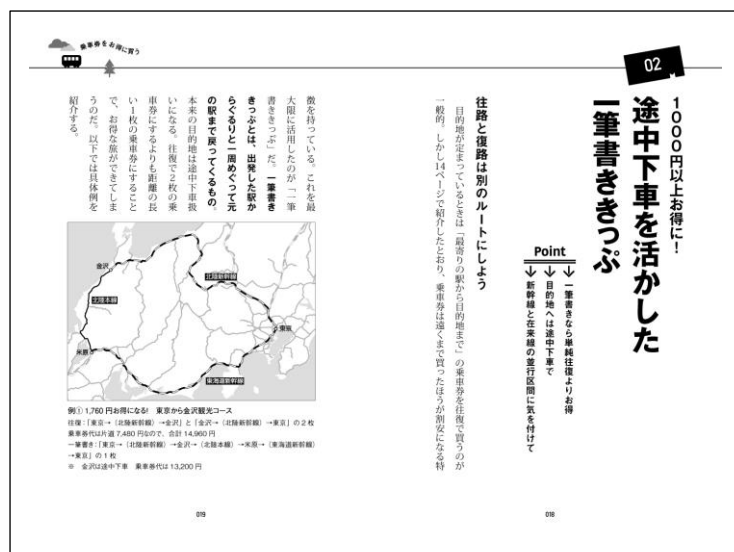 02
1000円以上お得に!
途中下車を活かした
一筆書ききっぷ
Point
↓一筆書きなら単純往復よりお得
↓目的地へは途中下車で
↓新幹線と在来線の並行区間に気を付けて
往路と復路は別のルートにしよう
目的地が定まっているときは「最寄りの駅から目的地まで」の乗車券を往復で買うのが
一般的。しかし14ページで紹介したとおり、乗車券は遠くまで買ったほうが割安になる特
018
乗車券をお得に買う
徴を持っている。これを最
大限に活用したのが「一筆
書ききっぷ」だ。一筆書き
きっぷとは、出発した駅か
らぐるりと一周めぐって元
の駅まで戻ってくるもの。
本来の目的地は途中下車扱
いになる。往復で2枚の乗
車券にするよりも距離の長
い1枚の乗車券にすること
で、お得な旅ができてしま
うのだ。以下では具体例を
紹介する。
金沢
北陸新幹線
北陸本線
東京
米原
東海道新幹線
例① 1,760 円お得になる! 東京から金沢観光コース
往復:「東京→(北陸新幹線)→金沢」と「金沢→(北陸新幹線)→東京」の2枚
乗車券代は片道 7,480 円なので、合計 14,960 円
一筆書き:「東京→(北陸新幹線)→金沢→(北陸本線)→米原→(東海道新幹線)
→東京」の1枚
※ 金沢は途中下車 乗車券代は 13,200 円
019